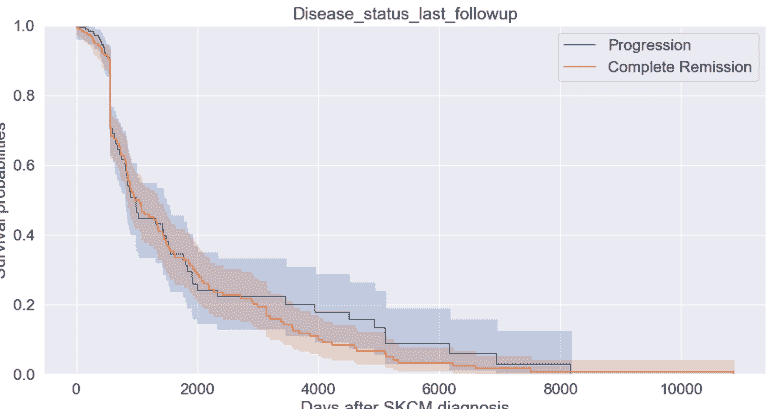 Disease_status_last_followup
Progression
Complete Remission
1.0
0.8
0.6
0.4
0.2
0.0
Survival probabilities
0 2000 4000 6000 8000 10000
Days after SKCM diagnosis